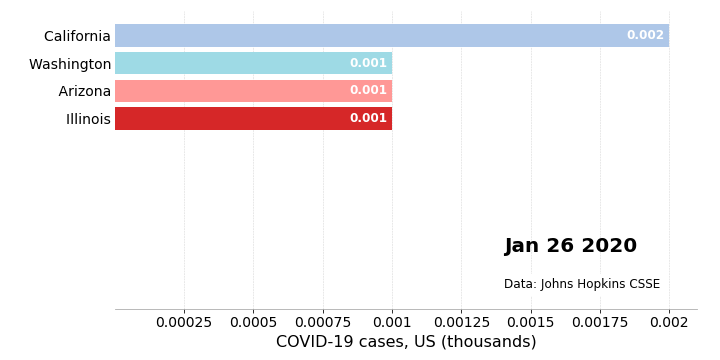 California 0.002
Washington 0.001
Arizona 0.001
Illinois 0.001
Jan 26 2020
Data: Johns Hopkins CSSE
0.00025 0.0005 0.00075 0.001 0.00125 0.0015 0.00175 0.002
COVID-19 cases, US (thousands)